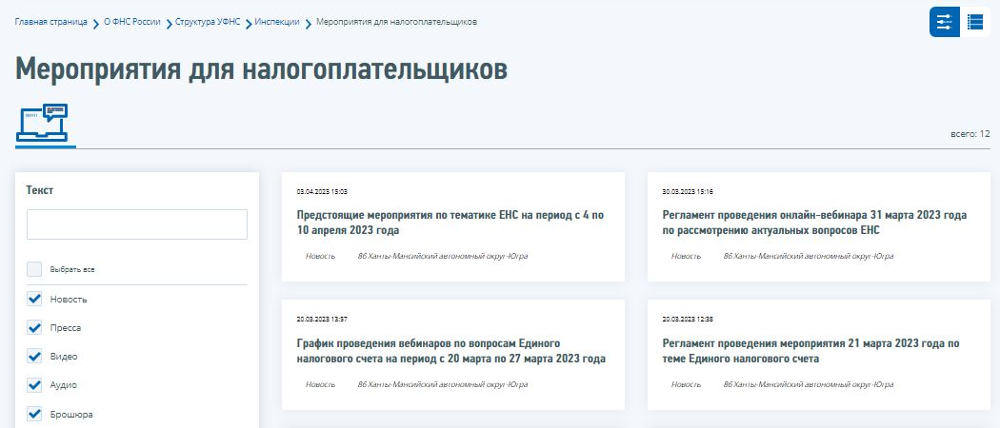 Главная страница О ФНС России Структура УФНС Инспекции Мероприятия для налогоплательщиков
Мероприятия для налогоплательщиков
всего: 12
Текст
Выбрать все
Новость
Пресса
Видео
Аудио
Брошюра
03.04.2023 15:03
Предстоящие мероприятия по тематике ЕНС на период с 4 по
10 апреля 2023 года
Новость 86 Ханты-Мансийский автономный округ-Югра
30.03.2023 15:16
Регламент проведения онлайн-вебинара 31 марта 2023 года
по рассмотрению актуальных вопросов ЕНС
Новость 86 Ханты-Мансийский автономный округ-Югра
20.03.2023 13:57
График проведения вебинаров по вопросам Единого
налогового счета на период с 20 марта по 27 марта 2023 года
Новость 86 Ханты-Мансийский автономный округ-Югра
20.03.2023 12:38
Регламент проведения мероприятия 21 марта 2023 года по
теме Единого налогового счета
Новость 86 Ханты-Мансийский автономный округ-Югра